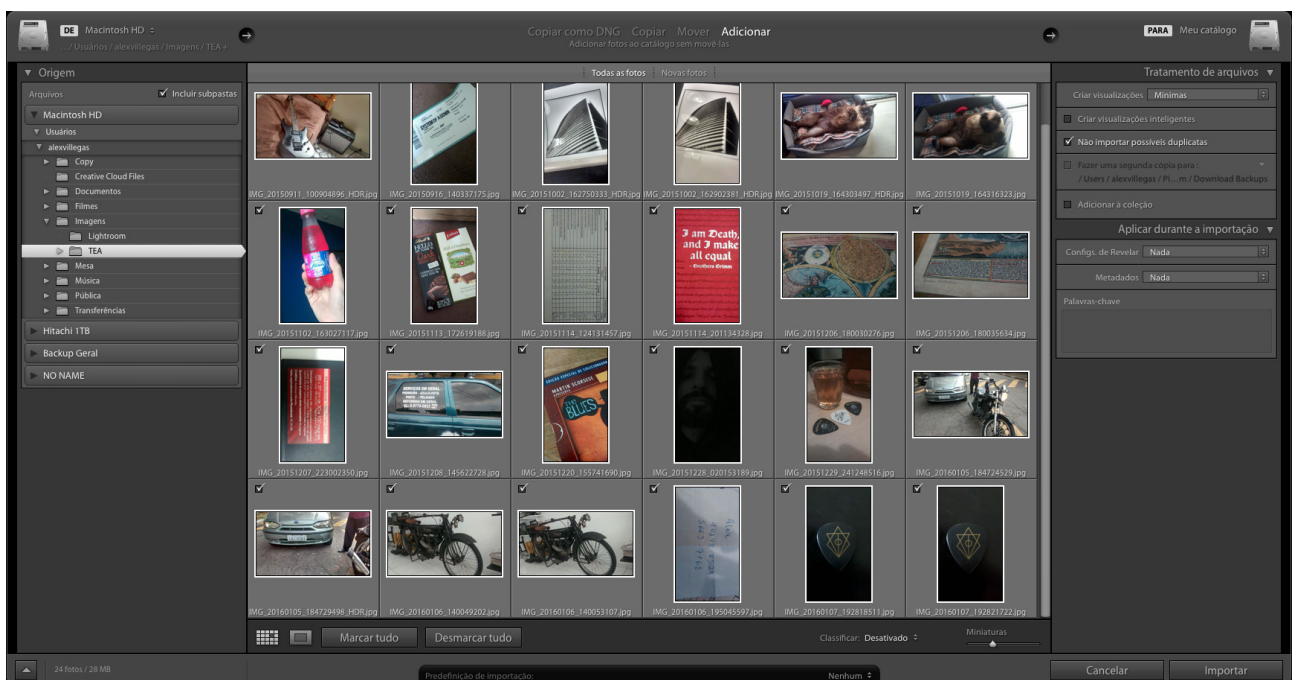 DE Macintosh HD
.../ Usuários / alexvillegas / Imagens / TEA +
Copiar como DNG Copiar Mover Adicionar
Adicionar fotos ao catálogo sem movê-las
PARA Meu catálogo
Origem
Arquivos Incluir subpastas
Macintosh HD
Usuários
alexvillegas
Copy
Creative Cloud Files
Documentos
Filmes
Imagens
Lightroom
TEA
Mesa
Música
Pública
Transferências
Hitachi 1TB
Backup Geral
NO NAME
Todas as fotos Novas fotos
IMG_20150911_100904896_HDR.jpg IMG_20150916_140337175.jpg IMG_20151002_162750333_HDR.jpg IMG_20151002_162902381_HDR.jpg IMG_20151019_164303497_HDR.jpg IMG_20151019_164316323.jpg
I am Death,
and I make
all equal
IMG_20151102_163027117.jpg IMG_20151113_172619188.jpg IMG_20151114_124131457.jpg IMG_20151114_201134328.jpg IMG_20151206_180030276.jpg IMG_20151206_180035634.jpg
MARTIN SCORSESE
BLUES
IMG_20151207_223002350.jpg IMG_20151208_145622728.jpg IMG_20151220_155741690.jpg IMG_20151228_020153189.jpg IMG_20151229_241248516.jpg IMG_20160105_184724529.jpg
IMG_20160105_184729498_HDR.jpg IMG_20160106_140049202.jpg IMG_20160106_140053107.jpg IMG_20160106_195045597.jpg IMG_20160107_192818511.jpg IMG_20160107_192821722.jpg
Marcar tudo Desmarcar tudo Classificar: Desativado Miniaturas
Tratamento de arquivos
Criar visualizações Mínimas
Criar visualizações inteligentes
Não importar possíveis duplicatas
Fazer uma segunda cópia para :
/ Users / alexvillegas / Pi... m / Download Backups
Adicionar à coleção
Aplicar durante a importação
Configs. de Revelar Nada
Metadados Nada
Palavras-chave
24 fotos / 28 MB
Predefinição de importação: Nenhum
Cancelar Importar